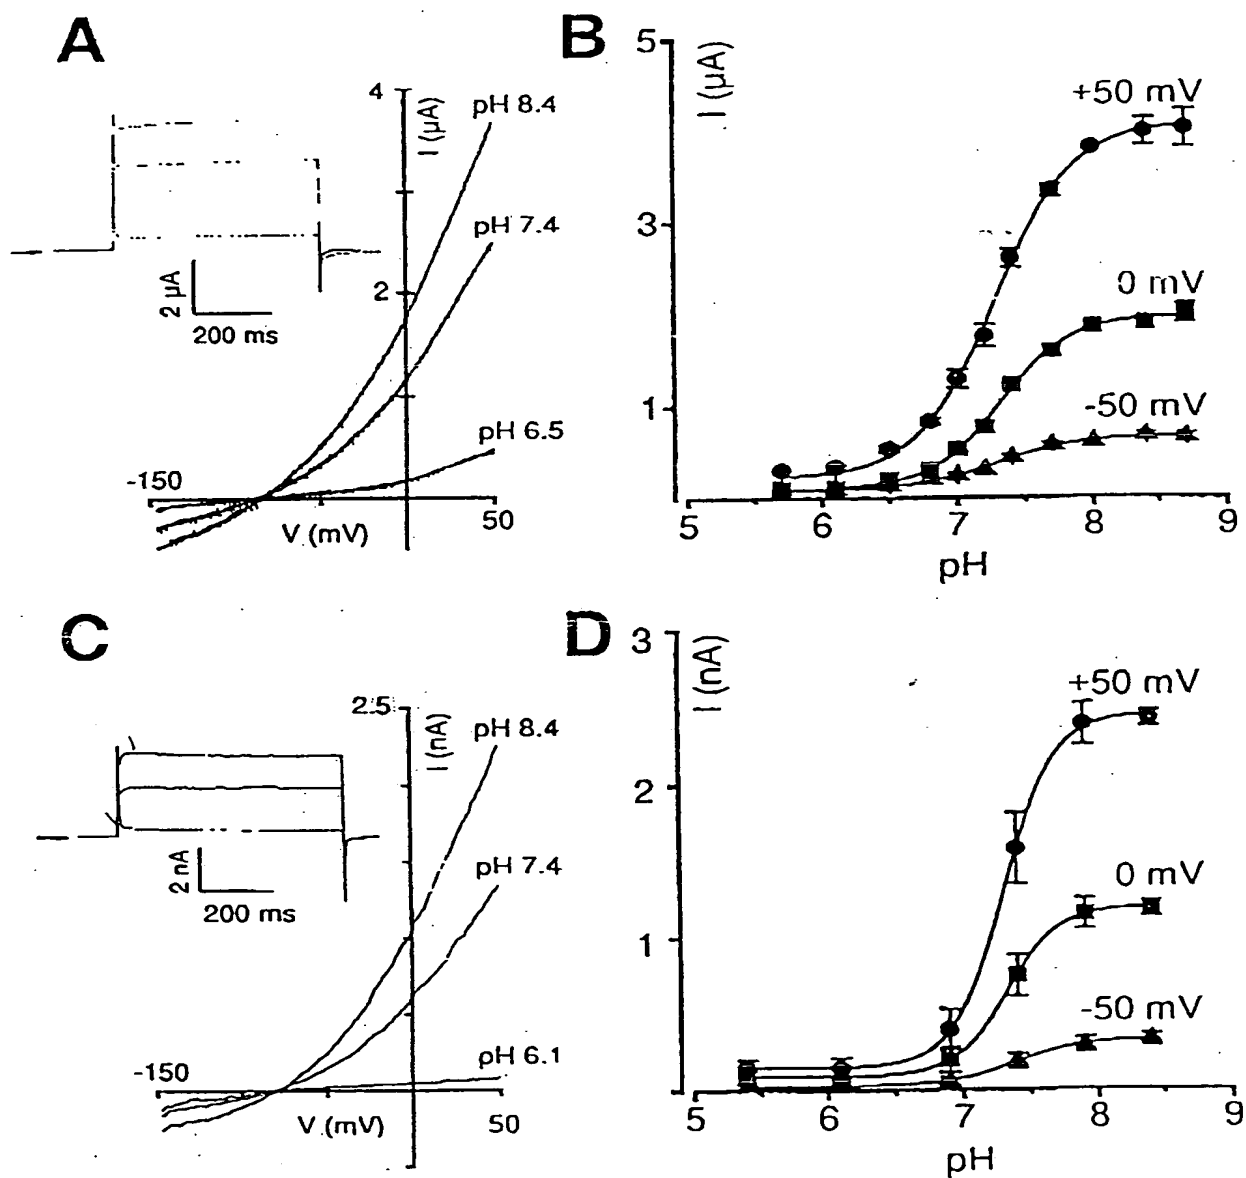 A
4
I (µA)
pH 8.4
pH 7.4
2
2 µA
200 ms
pH 6.5
-150
V (mV)
50
B
5
I (µA)
+50 mV
3
0 mV
1
-50 mV
5 6 7 8 9
pH
C
2.5
I (nA)
pH 8.4
pH 7.4
2 nA
200 ms
pH 6.1
-150
V (mV)
50
D
3
I (nA)
+50 mV
2
0 mV
1
-50 mV
5 6 7 8 9
pH